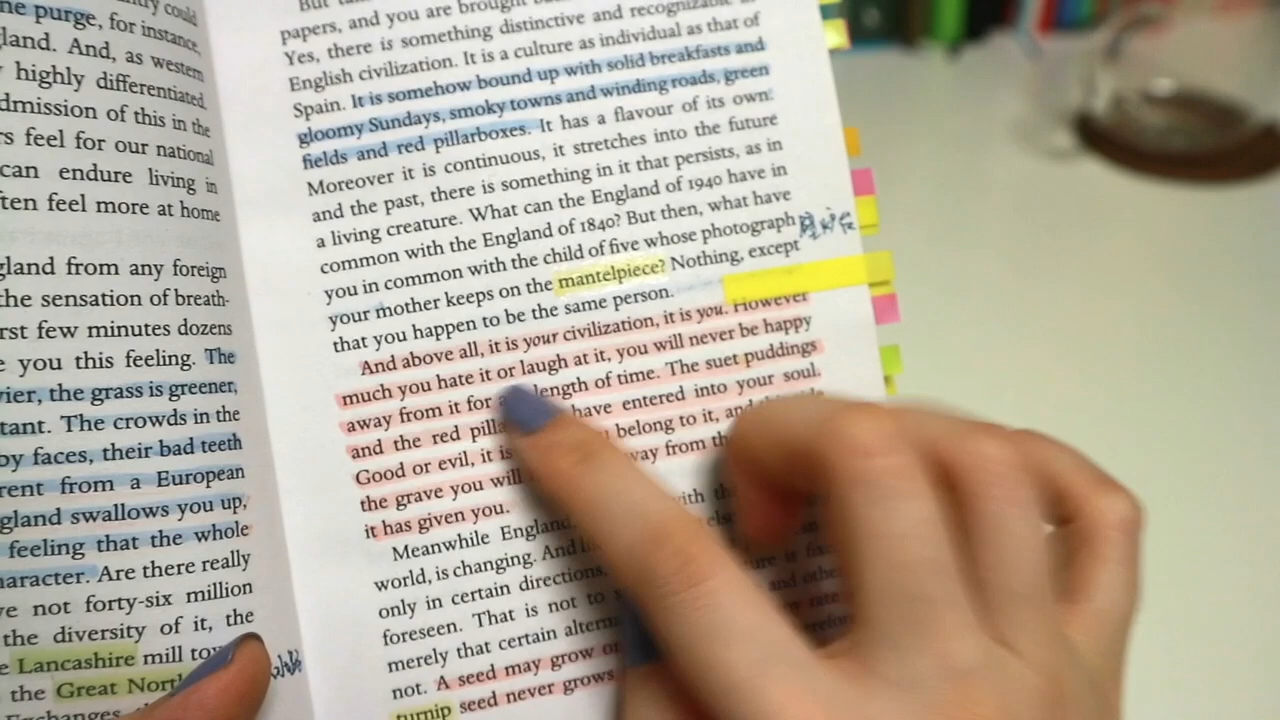 ne purge, for instance,
land. And, as western
highly differentiated
dmission of this in the
rs feel for our national
can endure living in
ften feel more at home
gland from any foreign
the sensation of breath-
rst few minutes dozens
e you this feeling. The
vier, the grass is greener,
tant. The crowds in the
by faces, their bad teeth
rent from a European
gland swallows you up,
feeling that the whole
haracter. Are there really
ve not forty-six million
the diversity of it, the
e Lancashire mill
the Great
papers, and you are brought
Yes, there is something distinctive and recognizable
English civilization. It is a culture as individual as that of
Spain. It is somehow bound up with solid breakfasts and
gloomy Sundays, smoky towns and winding roads, green
fields and red pillarboxes. It has a flavour of its own.
Moreover it is continuous, it stretches into the future
and the past, there is something in it that persists, as in
a living creature. What can the England of 1940 have in
common with the England of 1840? But then, what have
you in common with the child of five whose photograph
your mother keeps on the mantelpiece? Nothing, except
that you happen to be the same person.
And above all, it is your civilization, it is you. However
much you hate it or laugh at it, you will never be happy
away from it for length of time. The suet puddings
and the red have entered into your soul.
Good or evil, it is belong to it, and
the grave you will away from
it has given you.
Meanwhile England, with
world, is changing. And
only in certain directions,
foreseen. That is not to
merely that certain
not. A seed may grow or
turnip seed never grows